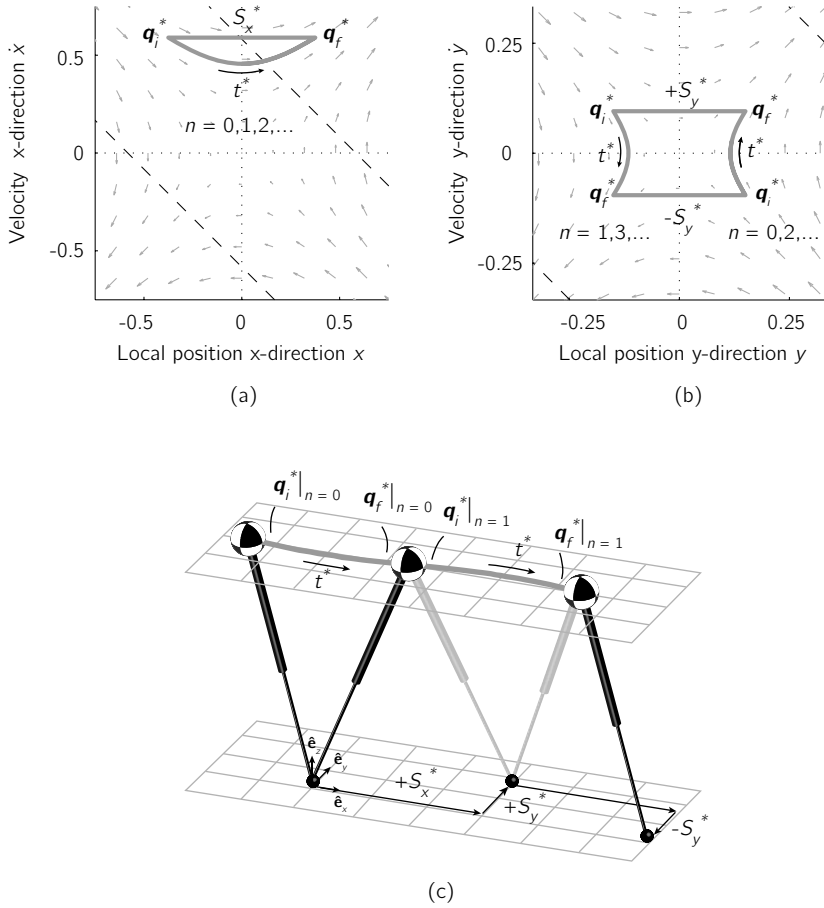 Velocity x-direction ẋ
0.5
0
-0.5
q_i^*
S_x^*
q_f^*
t^*
n = 0,1,2,...
-0.5
0
0.5
Local position x-direction x
(a)
Velocity y-direction ẏ
0.25
0
-0.25
+S_y^*
q_i^*
q_f^*
t^*
t^*
q_f^*
q_i^*
-S_y^*
n = 1,3,...
n = 0,2,...
-0.25
0
0.25
Local position y-direction y
(b)
q_i^*|_{n = 0}
q_f^*|_{n = 0}
q_i^*|_{n = 1}
q_f^*|_{n = 1}
t^*
t^*
ê_z
ê_y
ê_x
+S_x^*
+S_y^*
-S_y^*
(c)